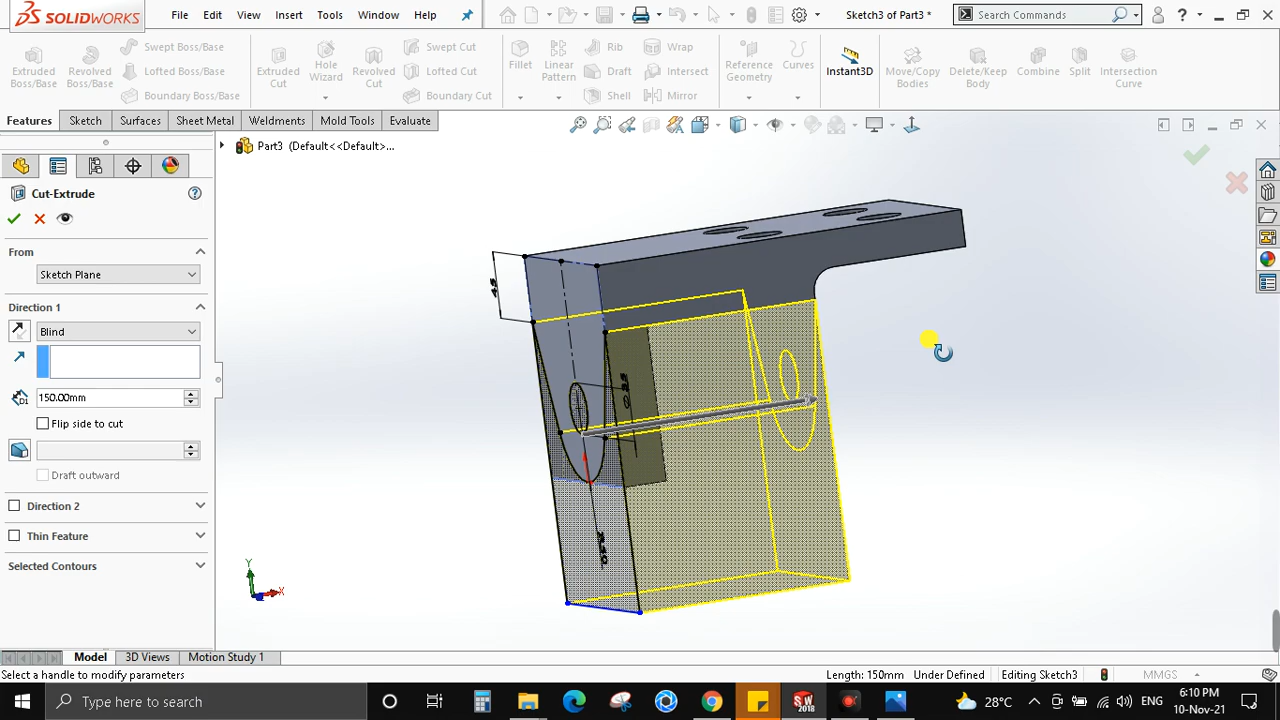 SOLIDWORKS File Edit View Insert Tools Window Help Sketch3 of Part3 * Search Commands ?
Extruded Boss/Base Revolved Boss/Base Swept Boss/Base Lofted Boss/Base Boundary Boss/Base Extruded Cut Hole Wizard Revolved Cut Swept Cut Lofted Cut Boundary Cut Fillet Linear Pattern Rib Draft Shell Wrap Intersect Mirror Reference Geometry Curves Instant3D Move/Copy Bodies Delete/Keep Body Combine Split Intersection Curve
Features Sketch Surfaces Sheet Metal Weldments Mold Tools Evaluate
Part3 (Default<<Default>...
Cut-Extrude
From
Sketch Plane
Direction 1
Blind
150.00mm
Flip side to cut
Draft outward
Direction 2
Thin Feature
Selected Contours
45
Y
X
Model 3D Views Motion Study 1
Select a handle to modify parameters Length: 150mm Under Defined Editing Sketch3 MMGS
Type here to search SW 2018 28°C ENG 6:10 PM
10-Nov-21